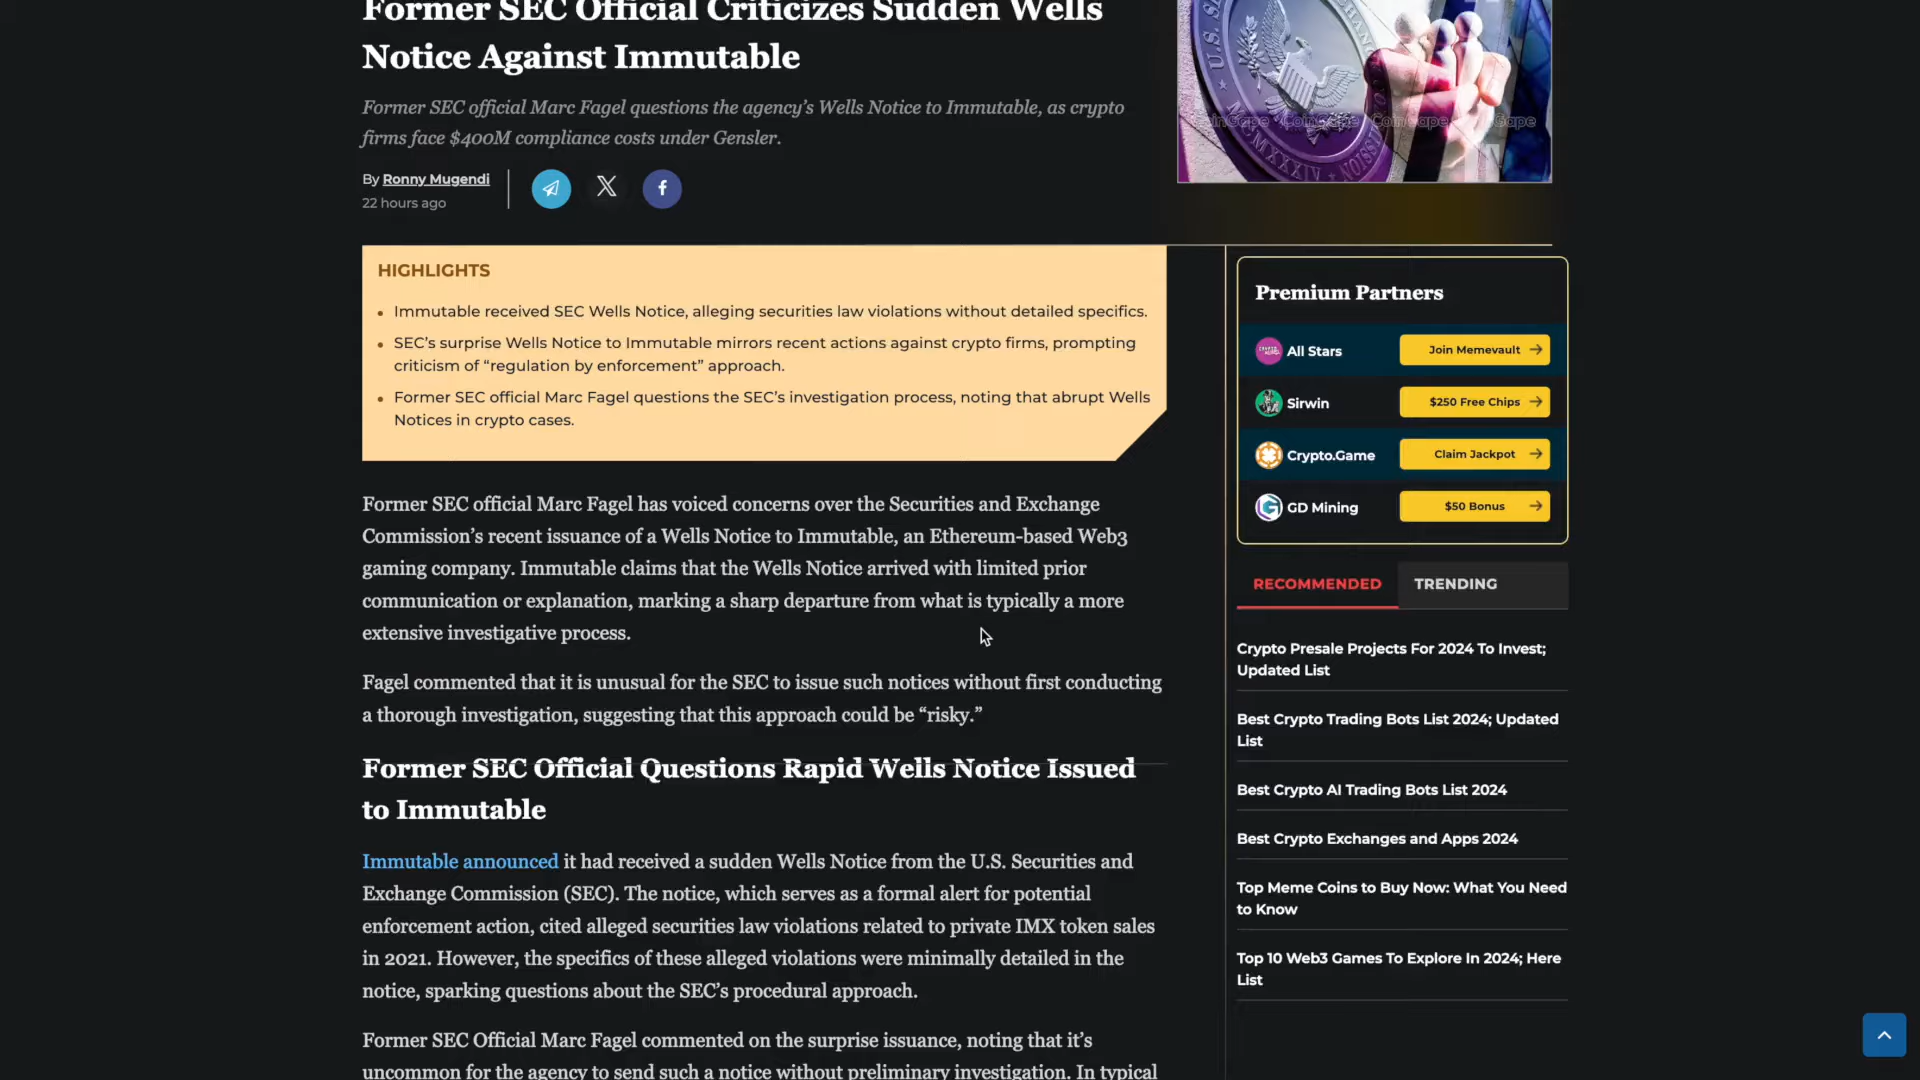 Former SEC Official Criticizes Sudden Wells
Notice Against Immutable
Former SEC official Marc Fagel questions the agency's Wells Notice to Immutable, as crypto
firms face $400M compliance costs under Gensler.
By Ronny Mugendi
22 hours ago
HIGHLIGHTS
Immutable received SEC Wells Notice, alleging securities law violations without detailed specifics.
SEC's surprise Wells Notice to Immutable mirrors recent actions against crypto firms, prompting
criticism of “regulation by enforcement” approach.
Former SEC official Marc Fagel questions the SEC's investigation process, noting that abrupt Wells
Notices in crypto cases.
Former SEC official Marc Fagel has voiced concerns over the Securities and Exchange
Commission's recent issuance of a Wells Notice to Immutable, an Ethereum-based Web3
gaming company. Immutable claims that the Wells Notice arrived with limited prior
communication or explanation, marking a sharp departure from what is typically a more
extensive investigative process.
Fagel commented that it is unusual for the SEC to issue such notices without first conducting
a thorough investigation, suggesting that this approach could be “risky.”
Former SEC Official Questions Rapid Wells Notice Issued
to Immutable
Immutable announced it had received a sudden Wells Notice from the U.S. Securities and
Exchange Commission (SEC). The notice, which serves as a formal alert for potential
enforcement action, cited alleged securities law violations related to private IMX token sales
in 2021. However, the specifics of these alleged violations were minimally detailed in the
notice, sparking questions about the SEC's procedural approach.
Former SEC Official Marc Fagel commented on the surprise issuance, noting that it's
uncommon for the agency to send such a notice without preliminary investigation. In typical
CoinGape CoinGape CoinGape
MCMXXXIV
Premium Partners
All Stars
Join Memevault
Sirwin
$250 Free Chips
Crypto.Game
Claim Jackpot
GD Mining
$50 Bonus
RECOMMENDED
TRENDING
Crypto Presale Projects For 2024 To Invest;
Updated List
Best Crypto Trading Bots List 2024; Updated
List
Best Crypto AI Trading Bots List 2024
Best Crypto Exchanges and Apps 2024
Top Meme Coins to Buy Now: What You Need
to Know
Top 10 Web3 Games To Explore In 2024; Here
List